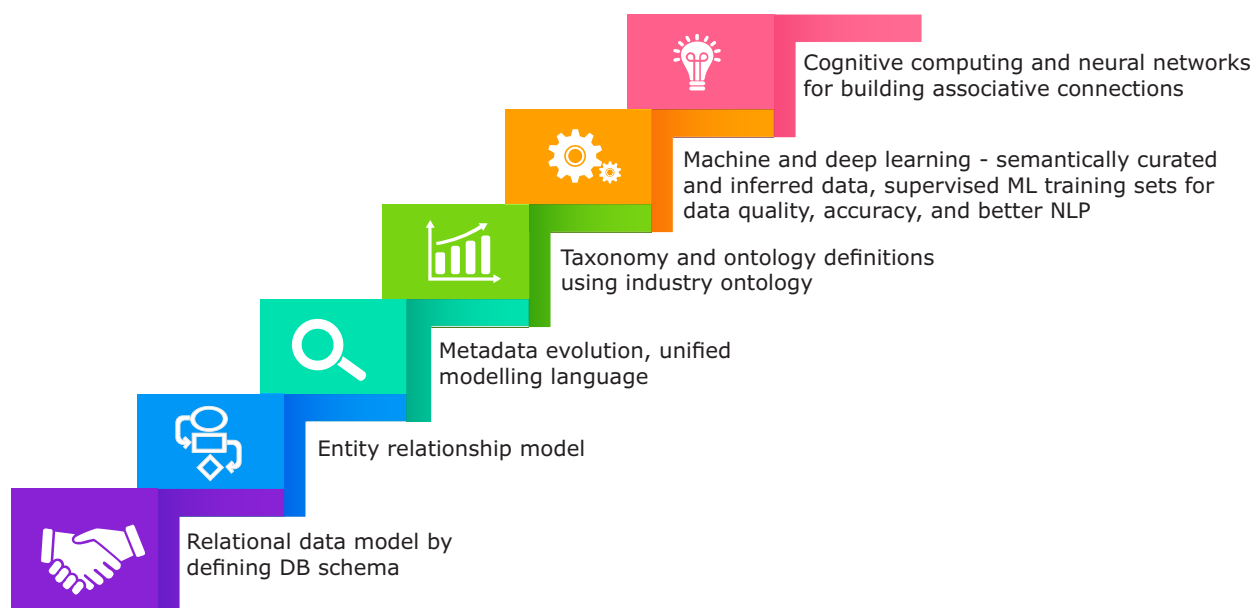 Cognitive computing and neural networks
for building associative connections
Machine and deep learning - semantically curated
and inferred data, supervised ML training sets for
data quality, accuracy, and better NLP
Taxonomy and ontology definitions
using industry ontology
Metadata evolution, unified
modelling language
Entity relationship model
Relational data model by
defining DB schema